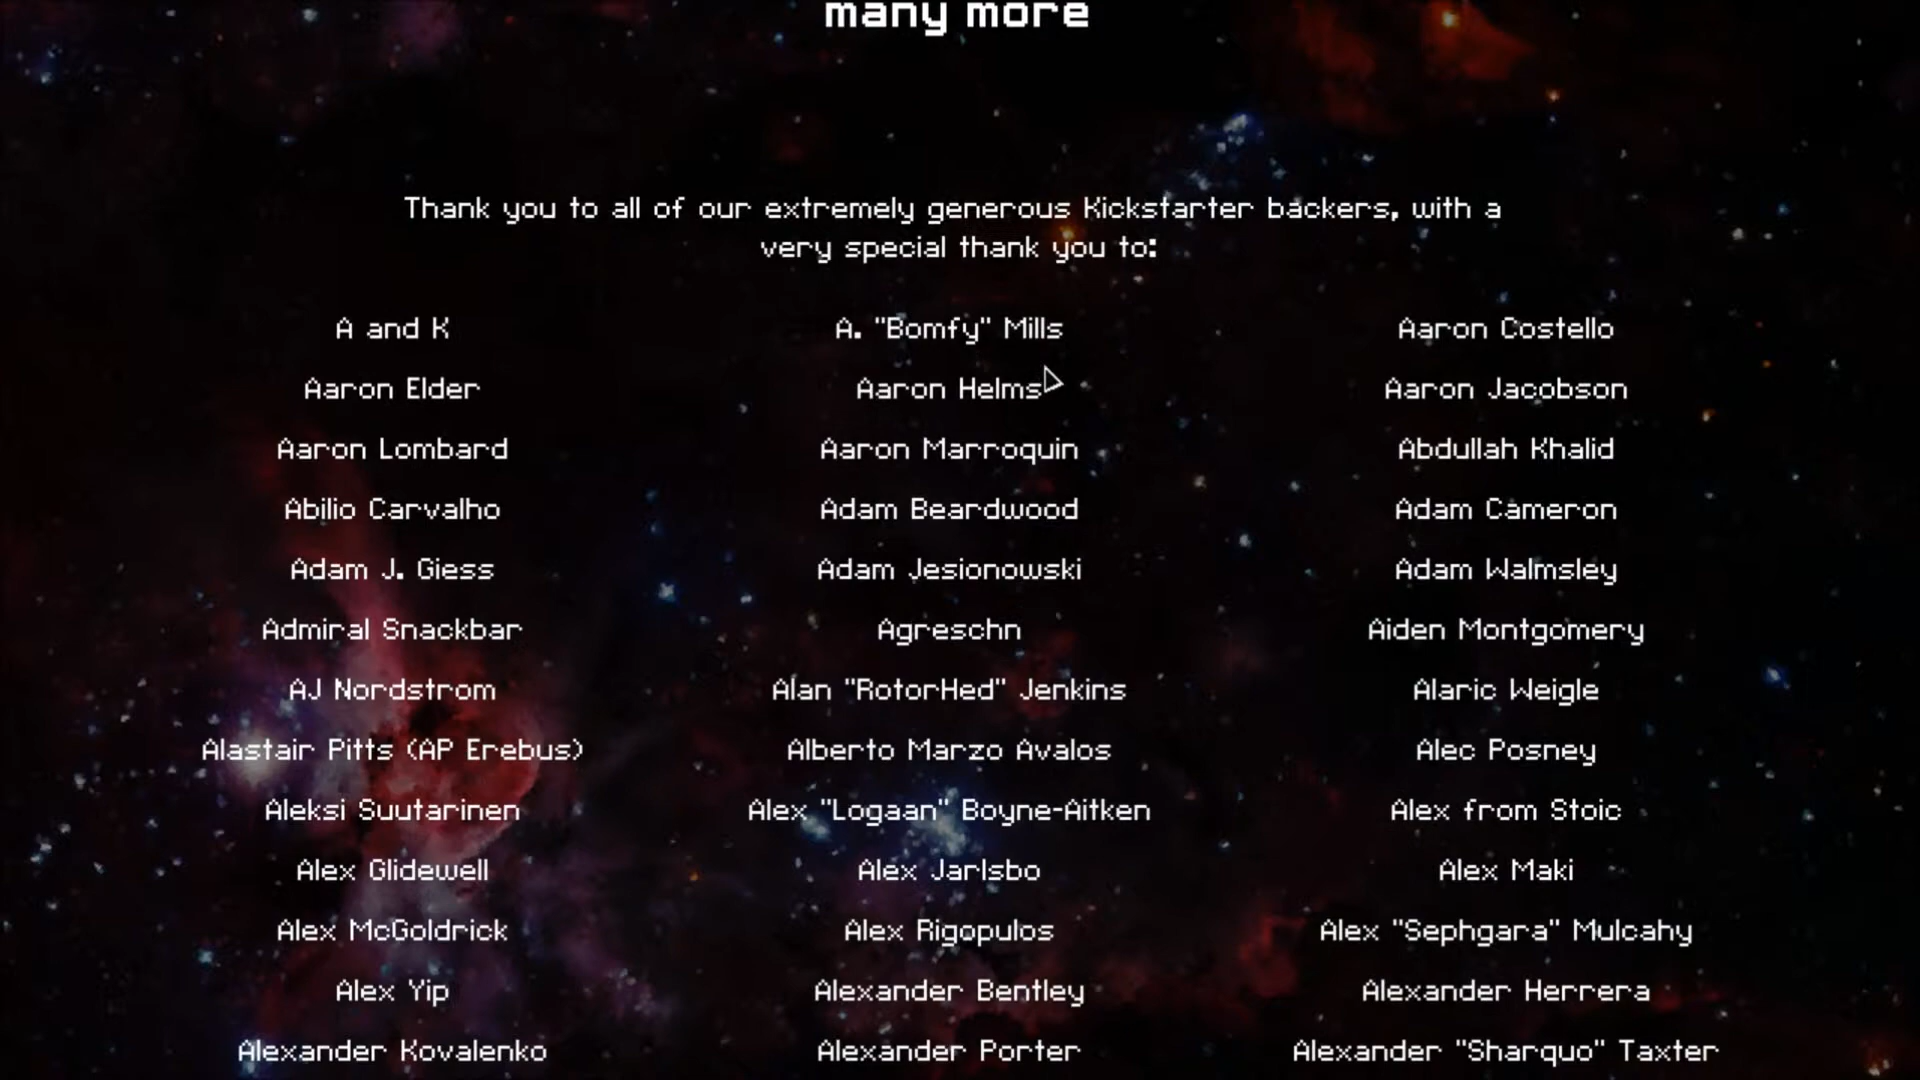 many more
Thank you to all of our extremely generous Kickstarter backers, with a
very special thank you to:
A and K
A. "Bomfy" Mills
Aaron Costello
Aaron Elder
Aaron Helms
Aaron Jacobson
Aaron Lombard
Aaron Marroquin
Abdullah Khalid
Abilio Carvalho
Adam Beardwood
Adam Cameron
Adam J. Giess
Adam Jesionowski
Adam Walmsley
Admiral Snackbar
Agreschn
Aiden Montgomery
AJ Nordstrom
Alan "RotorHed" Jenkins
Alaric Weigle
Alastair Pitts (AP Erebus)
Alberto Marzo Avalos
Alec Posney
Aleksi Suutarinen
Alex "Logaan" Boyne-Aitken
Alex from Stoic
Alex Glidewell
Alex Jarlsbo
Alex Maki
Alex McGoldrick
Alex Rigopulos
Alex "Sephgara" Mulcahy
Alex Yip
Alexander Bentley
Alexander Herrera
Alexander Kovalenko
Alexander Porter
Alexander "Sharquo" Taxter